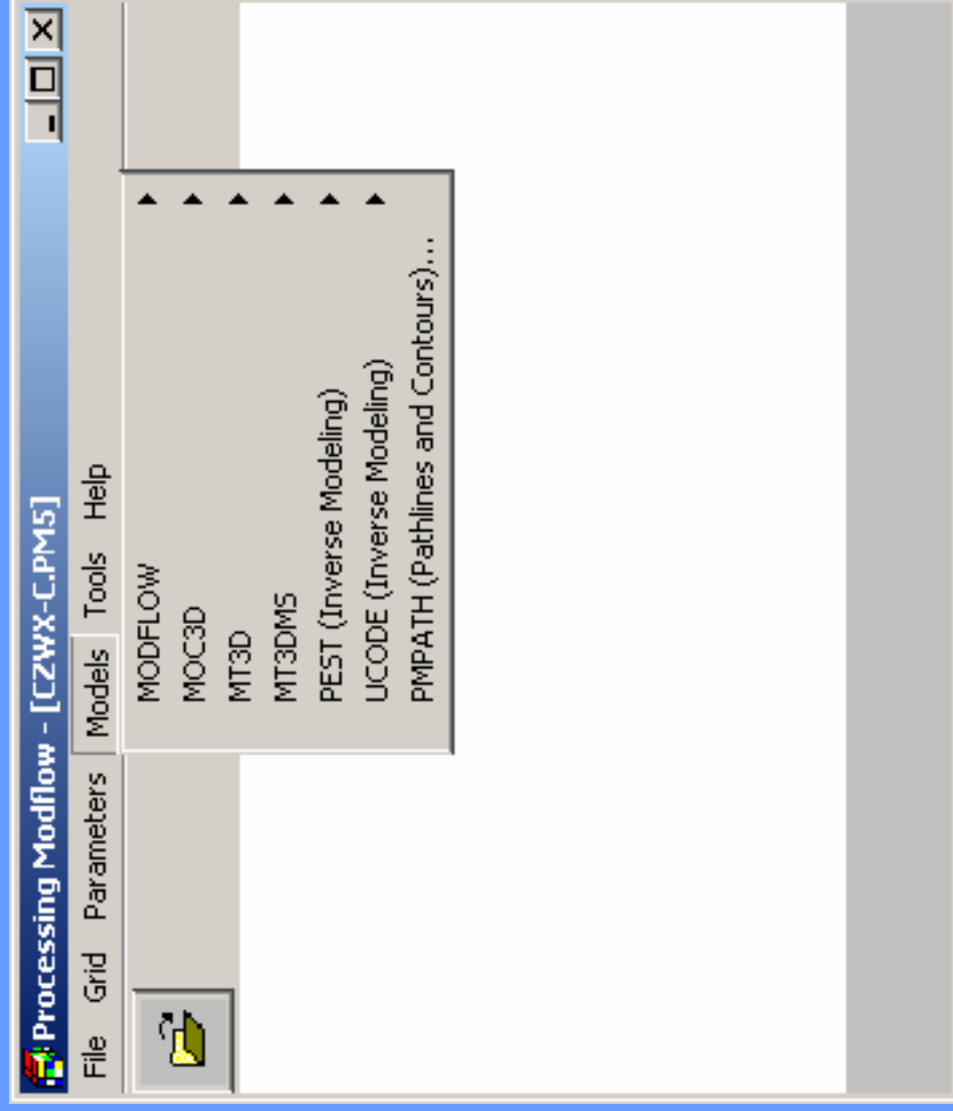 Processing Modflow - [CZWX-C.PM5]
File Grid Parameters Models Tools Help
MODFLOW
MOC3D
MT3D
MT3DMS
PEST (Inverse Modeling)
UCODE (Inverse Modeling)
PMPATH (Pathlines and Contours)...